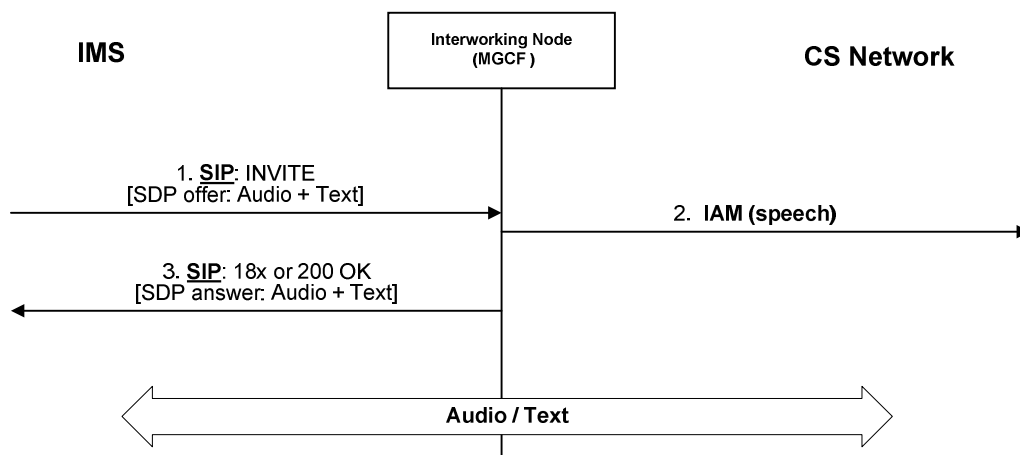 IMS
Interworking Node
(MGCF )
CS Network
1. SIP: INVITE
[SDP offer: Audio + Text]
2. IAM (speech)
3. SIP: 18x or 200 OK
[SDP answer: Audio + Text]
Audio / Text